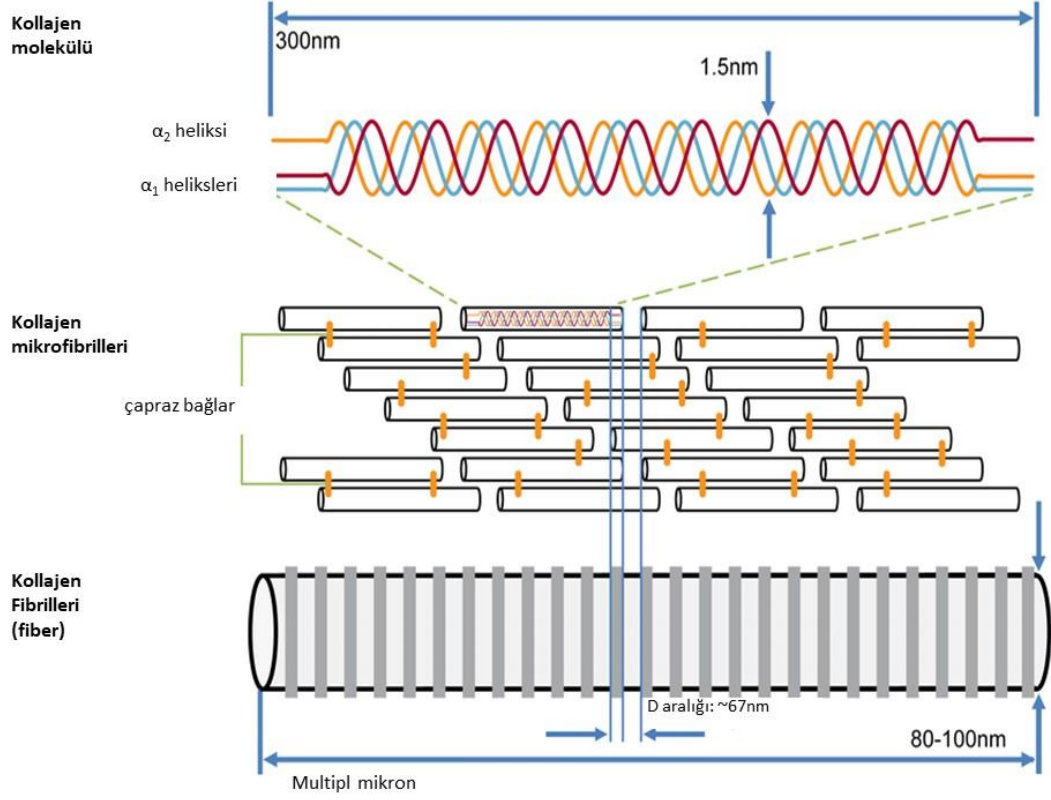 Kollajen
molekülü
300nm
1.5nm
α₂ heliksi
α₁ heliksleri
Kollajen
mikrofibrilleri
çapraz bağlar
Kollajen
Fibrilleri
(fiber)
D aralığı: ~67nm
80-100nm
Multipl mikron